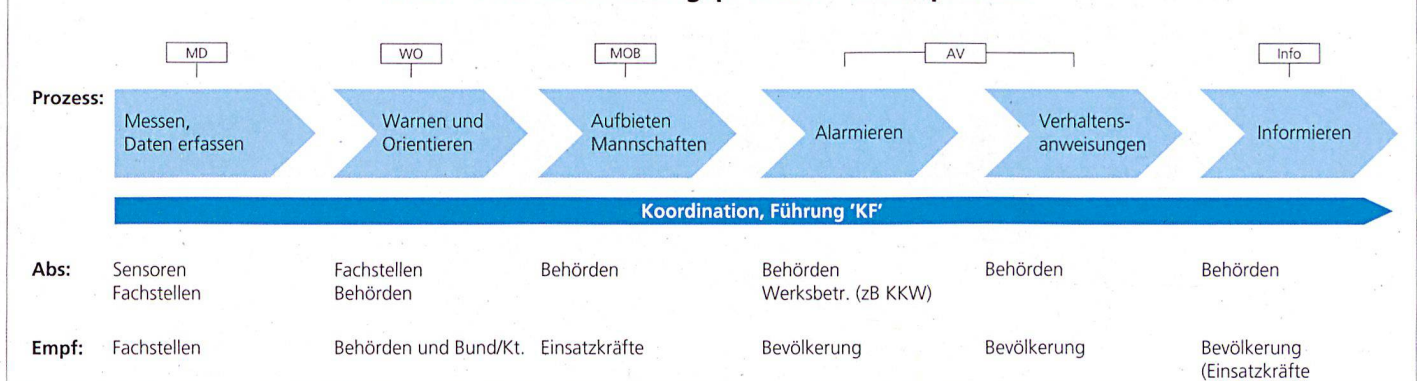 MD
WO
MOB
AV
Info
Prozess:
Messen,
Daten erfassen
Warnen und
Orientieren
Aufbieten
Mannschaften
Alarmieren
Verhaltens-
anweisungen
Informieren
Koordination, Führung 'KF'
Abs:
Sensoren
Fachstellen
Fachstellen
Behörden
Behörden
Behörden
Werksbetr. (zB KKW)
Behörden
Behörden
Empf:
Fachstellen
Behörden und Bund/Kt.
Einsatzkräfte
Bevölkerung
Bevölkerung
Bevölkerung
(Einsatzkräfte